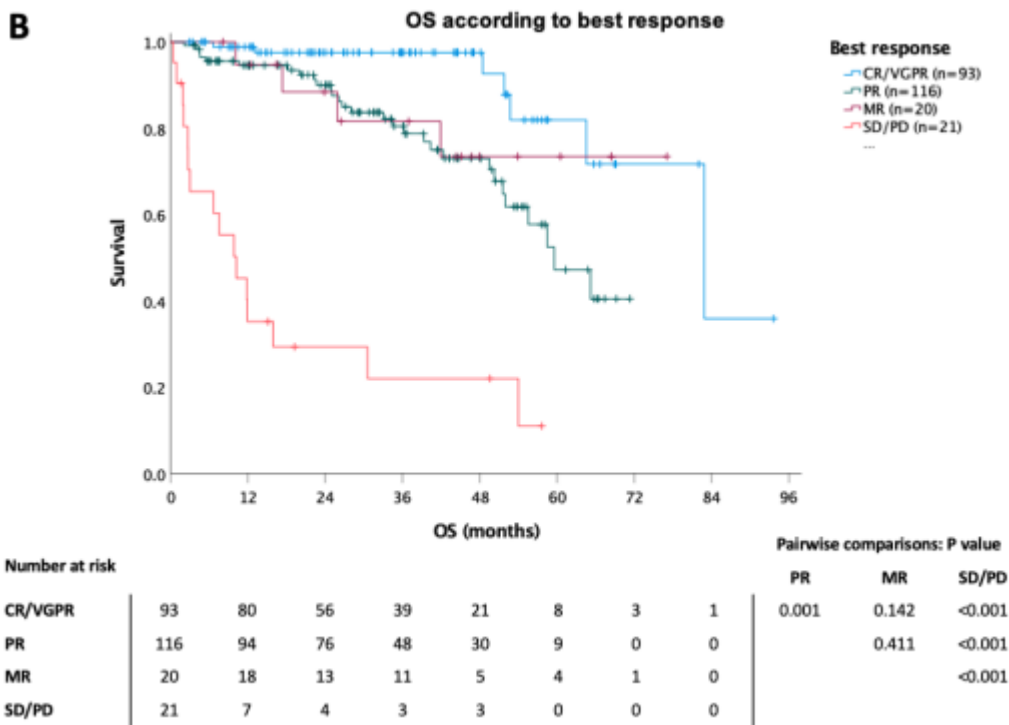 B
OS according to best response
Best response
CR/VGPR (n=93)
PR (n=116)
MR (n=20)
SD/PD (n=21)
...
Survival
1.0
0.8
0.6
0.4
0.2
0.0
0 12 24 36 48 60 72 84 96
OS (months)
Pairwise comparisons: P value
Number at risk
PR MR SD/PD
CR/VGPR 93 80 56 39 21 8 3 1 0.001 0.142 <0.001
PR 116 94 76 48 30 9 0 0 0.411 <0.001
MR 20 18 13 11 5 4 1 0 <0.001
SD/PD 21 7 4 3 3 0 0 0